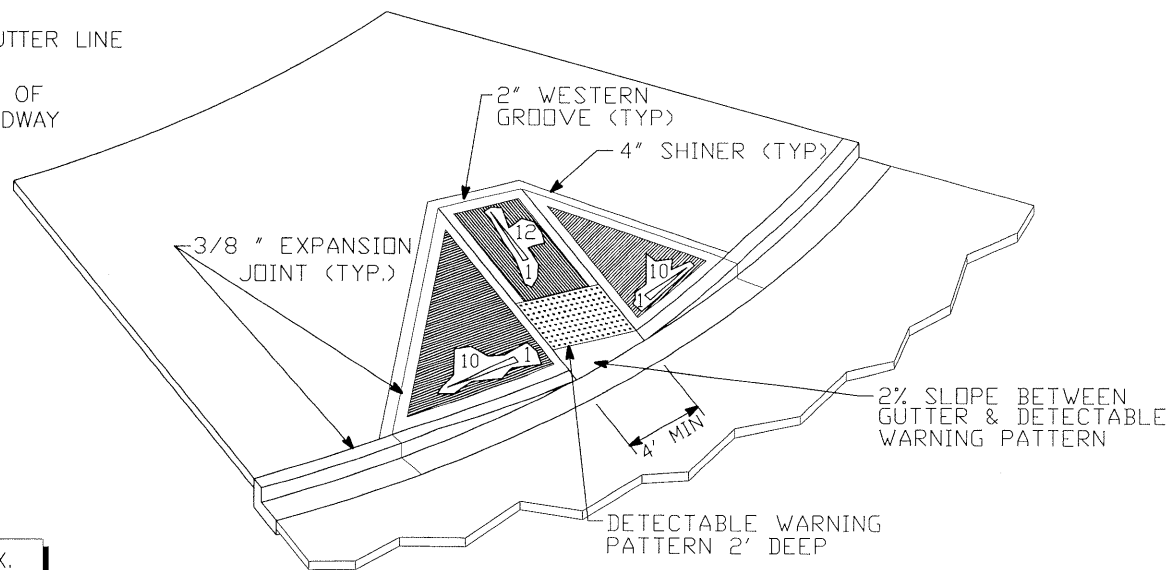 UTTER LINE
OF
DWAY
2" WESTERN
GROOVE (TYP)
4" SHINER (TYP)
3/8 " EXPANSION
JOINT (TYP.)
12
1
10
1
10
1
2% SLOPE BETWEEN
GUTTER & DETECTABLE
WARNING PATTERN
4' MIN
DETECTABLE WARNING
PATTERN 2' DEEP
X.